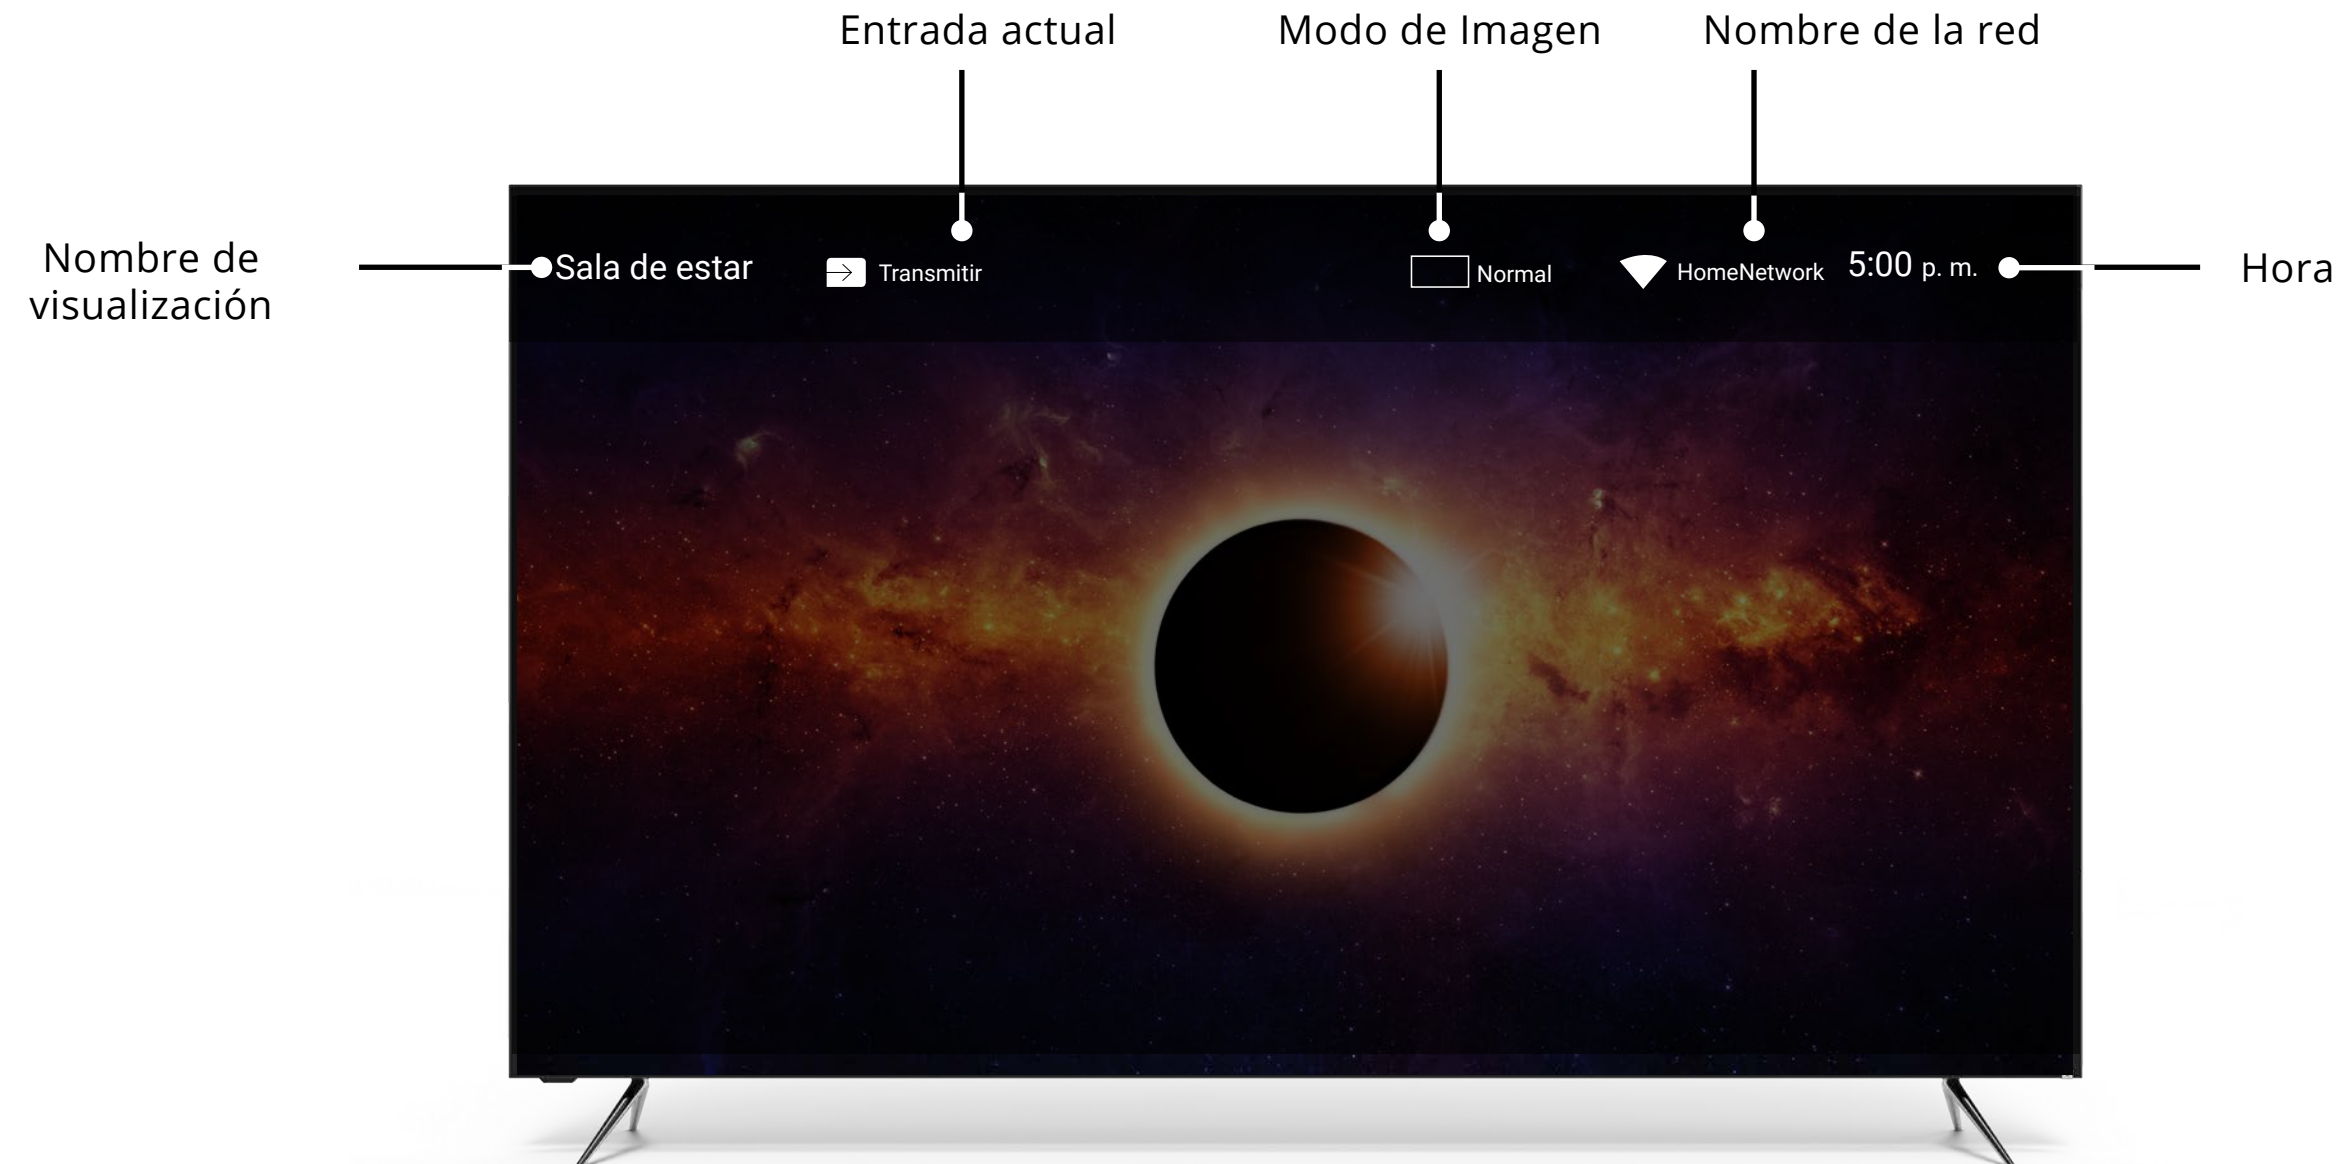 Entrada actual
Modo de Imagen
Nombre de la red
Nombre de
visualización
Sala de estar
Transmitir
Normal
HomeNetwork
5:00 p. m.
Hora